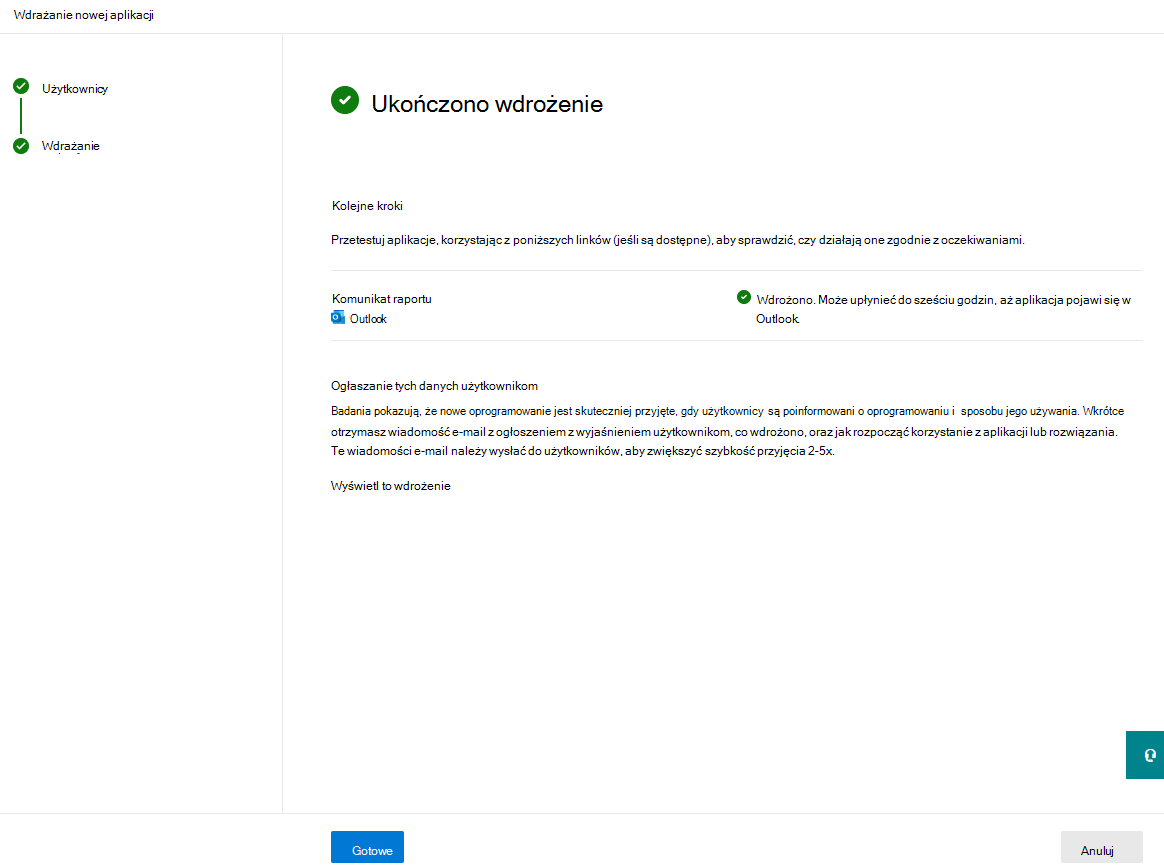 Wdrażanie nowej aplikacji
Użytkownicy
Wdrażanie
Ukończono wdrożenie
Kolejne kroki
Przetestuj aplikacje, korzystając z poniższych linków (jeśli są dostępne), aby sprawdzić, czy działają one zgodnie z oczekiwaniami.
Komunikat raportu
Outlook
Wdrożono. Może upłynieć do sześciu godzin, aż aplikacja pojawi się w
Outlook.
Ogłaszanie tych danych użytkownikom
Badania pokazują, że nowe oprogramowanie jest skuteczniej przyjęte, gdy użytkownicy są poinformowani o oprogramowaniu i sposobu jego używania. Wkrótce
otrzymasz wiadomość e-mail z ogłoszeniem z wyjaśnieniem użytkownikom, co wdrożono, oraz jak rozpocząć korzystanie z aplikacji lub rozwiązania.
Te wiadomości e-mail należy wysłać do użytkowników, aby zwiększyć szybkość przyjęcia 2-5x.
Wyświetl to wdrożenie
Gotowe
Anuluj